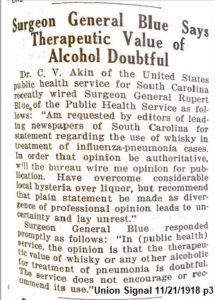 Surgeon General Blue Says
Therapeutic Value of
Alcohol Doubtful
Dr. C. V. Akin of the United States
public health service for South Carolina
recently wired Surgeon General Rupert
Blue, of the Public Health Service as fol-
lows: "Am requested by editors of lead-
ing newspapers of South Carolina for
statement regarding the use of whisky in
treatment of influenza-pneumonia cases.
In order that opinion be authoritative,
will the bureau wire me opinion for pub-
lication. Have overcome considerable
local hysteria over liquor, but recommend
that plain statement be made as diver-
gence of professional opinion leads to un-
certainty and lay unrest."
Surgeon General Blue responded
promptly as follows: "In (public health)
service, the opinion is that the therapeu-
tic value of whisky or any other alcoholic
in treatment of pneumonia is doubtful.
The service does not encourage or rec-
ommend its use."
Union Signal 11/21/1918 p3